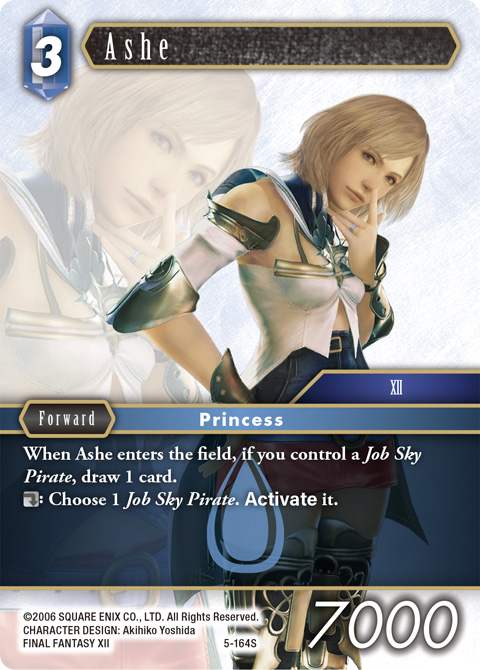 3
Ashe
XII
Forward
Princess
When Ashe enters the field, if you control a Job Sky
Pirate, draw 1 card.
: Choose 1 Job Sky Pirate. Activate it.
©2006 SQUARE ENIX CO., LTD. All Rights Reserved.
CHARACTER DESIGN: Akihiko Yoshida
FINAL FANTASY XII
5-164S
7000